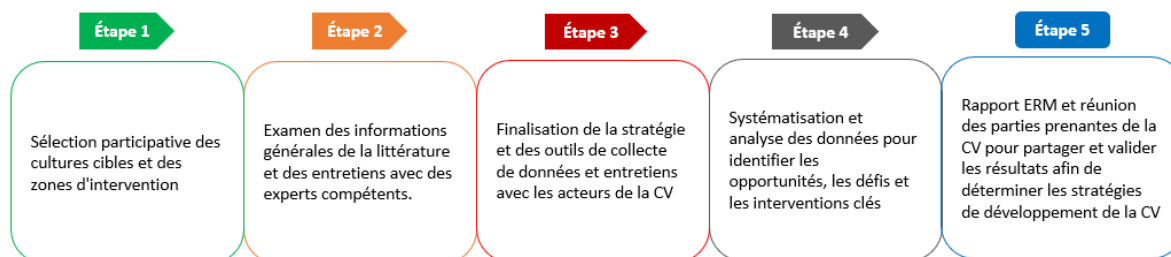 Étape 1
Sélection participative des
cultures cibles et des
zones d'intervention
Étape 2
Examen des informations
générales de la littérature
et des entretiens avec des
experts compétents.
Étape 3
Finalisation de la stratégie
et des outils de collecte
de données et entretiens
avec les acteurs de la CV
Étape 4
Systématisation et
analyse des données pour
identifier les
opportunités, les défis et
les interventions clés
Étape 5
Rapport ERM et réunion
des parties prenantes de la
CV pour partager et valider
les résultats afin de
déterminer les stratégies
de développement de la CV